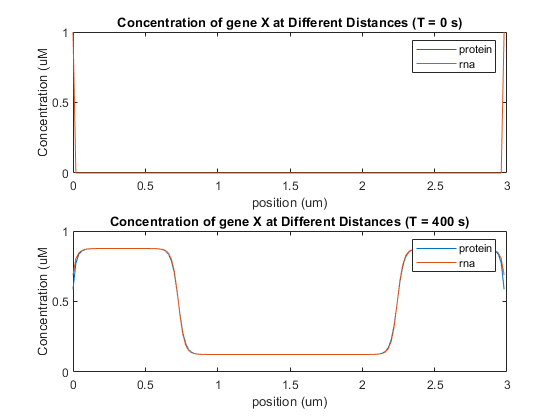 Concentration of gene X at Different Distances (T = 0 s)
1
0.5
0
Concentration (uM
protein
rna
0 0.5 1 1.5 2 2.5 3
position (um)
Concentration of gene X at Different Distances (T = 400 s)
1
0.5
0
Concentration (uM
protein
rna
0 0.5 1 1.5 2 2.5 3
position (um)